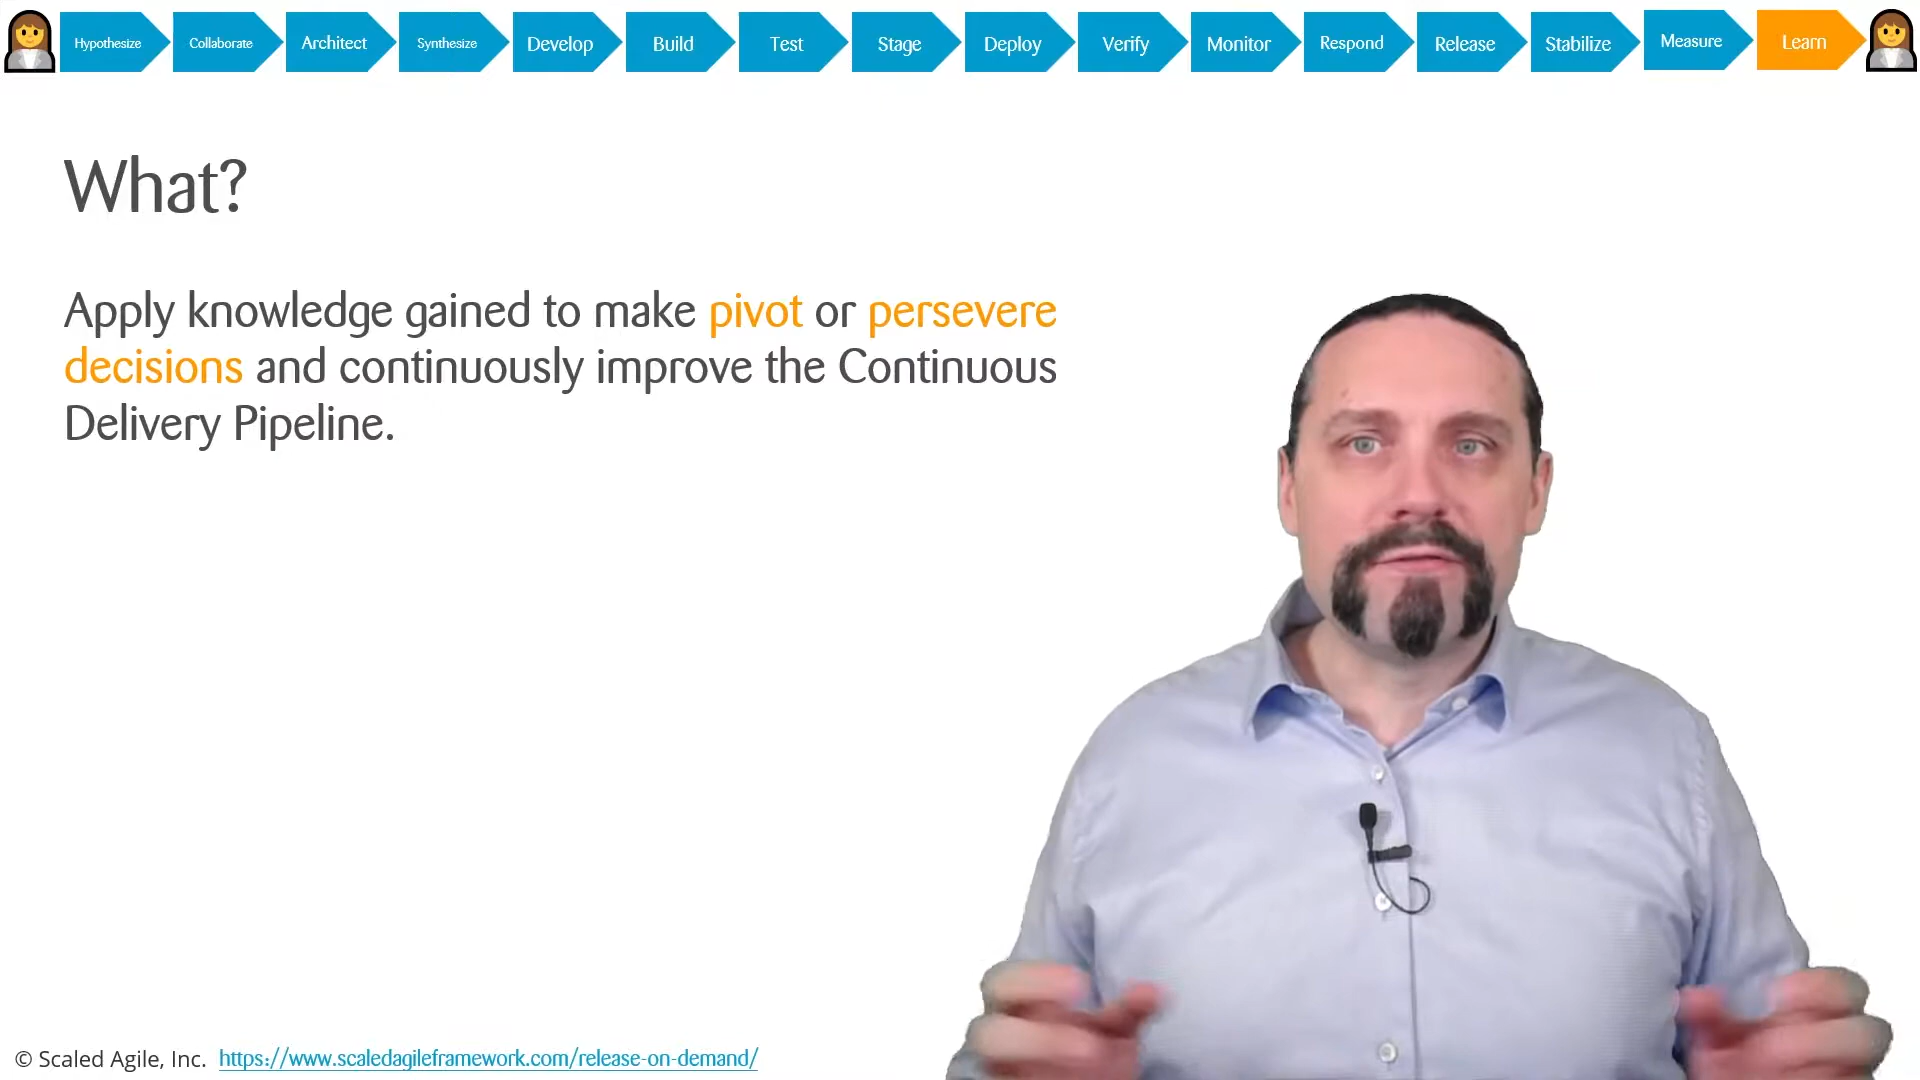 Hypothesize Collaborate Architect Synthesize Develop Build Test Stage Deploy Verify Monitor Respond Release Stabilize Measure Learn
What?
Apply knowledge gained to make pivot or persevere
decisions and continuously improve the Continuous
Delivery Pipeline.
© Scaled Agile, Inc. https://www.scaledagileframework.com/release-on-demand/